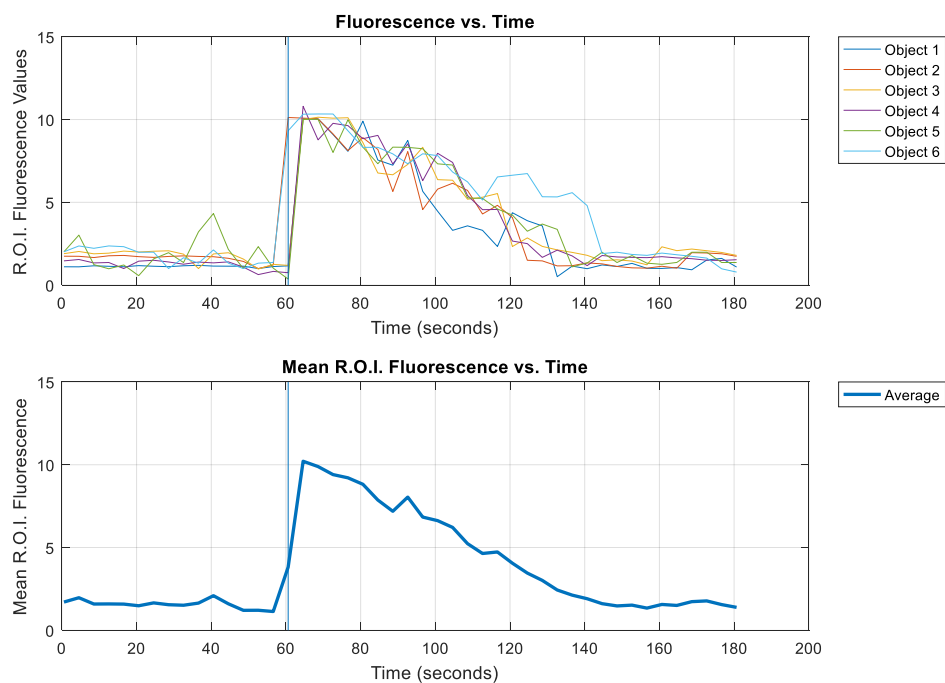 Fluorescence vs. Time
15
10
5
0
R.O.I. Fluorescence Values
0 20 40 60 80 100 120 140 160 180 200
Time (seconds)
Object 1
Object 2
Object 3
Object 4
Object 5
Object 6
Mean R.O.I. Fluorescence vs. Time
15
10
5
0
Mean R.O.I. Fluorescence
0 20 40 60 80 100 120 140 160 180 200
Time (seconds)
Average